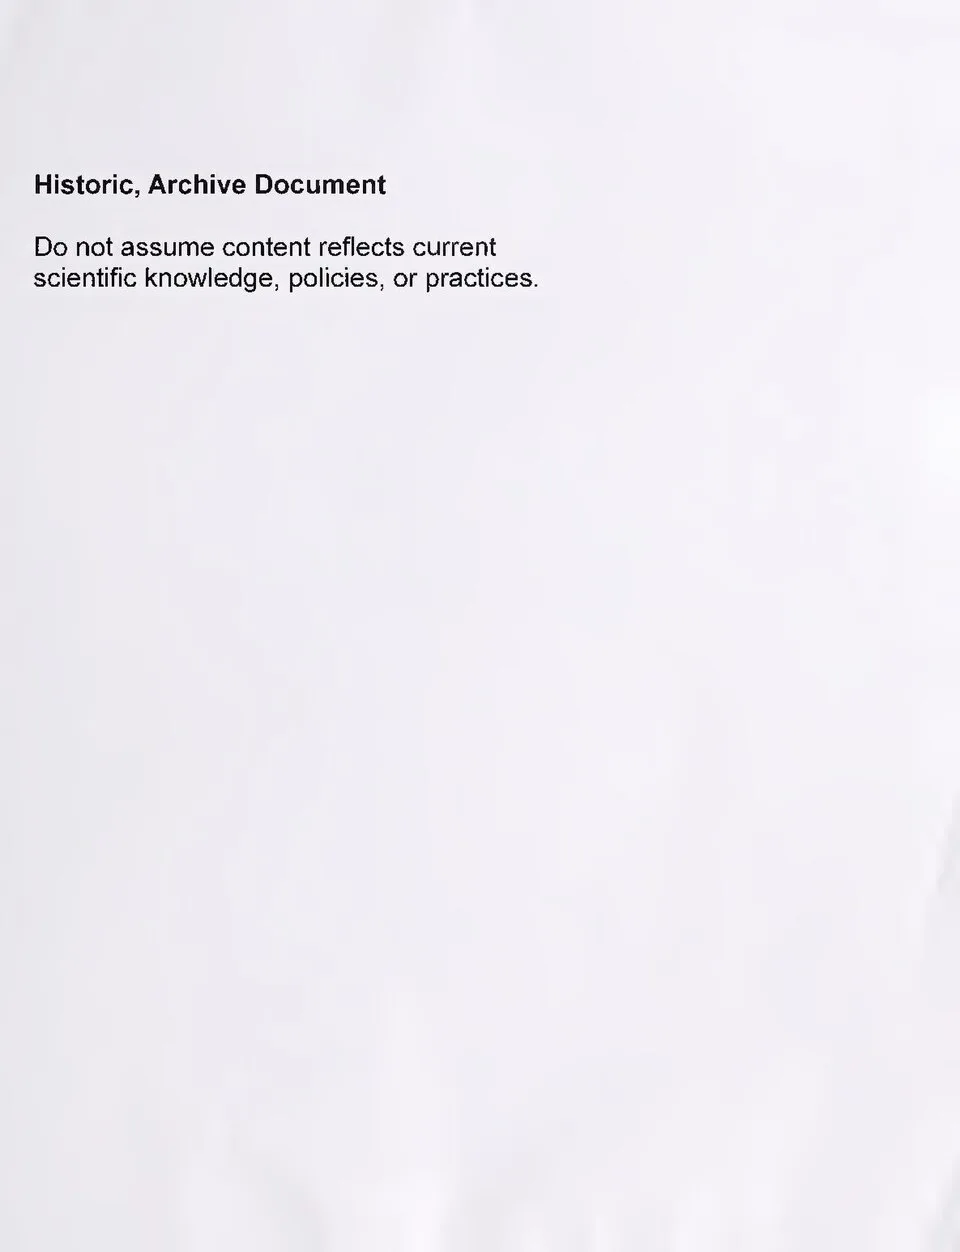 Historic, Archive Document
Do not assume content reflects current
scientific knowledge, policies, or practices.